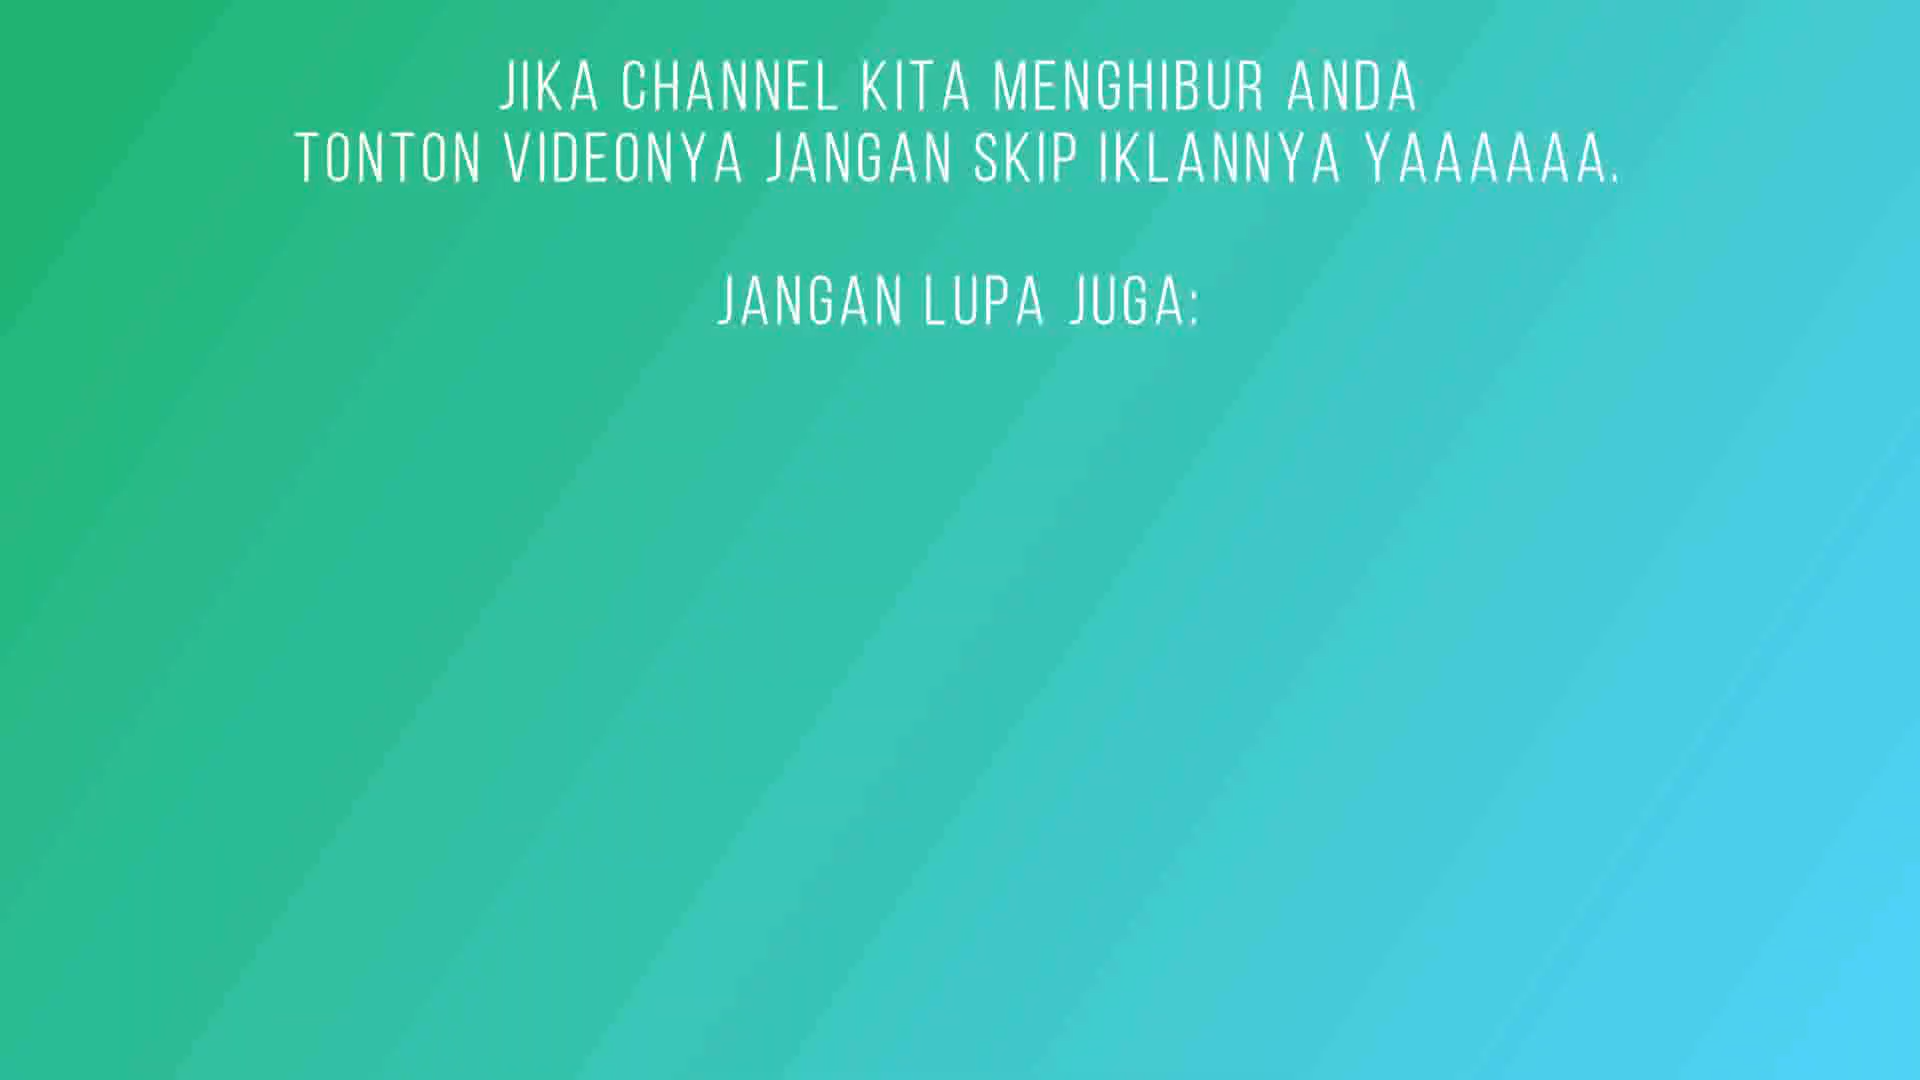 JIKA CHANNEL KITA MENGHIBUR ANDA
TONTON VIDEONYA JANGAN SKIP IKLANNYA YAAAAAA.
JANGAN LUPA JUGA: